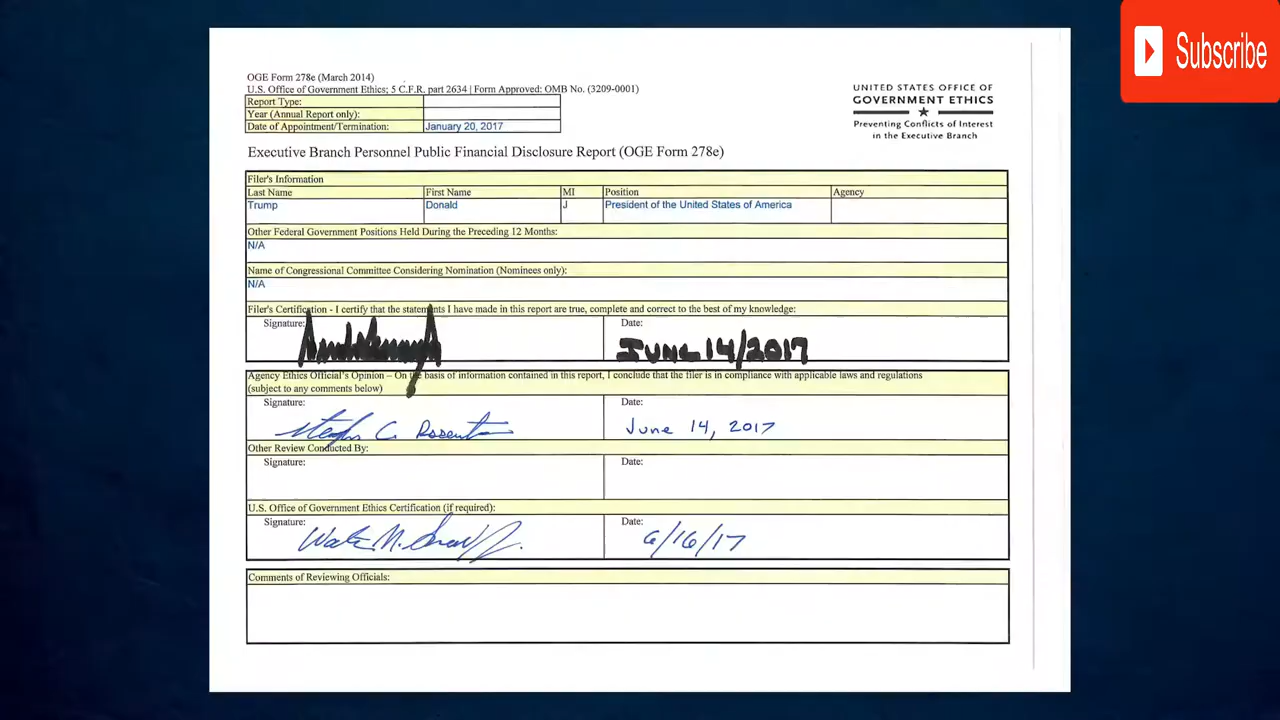 Subscribe
OGE Form 278e (March 2014)
U.S. Office of Government Ethics; 5 C.F.R. part 2634 | Form Approved: OMB No. (3209-0001)
UNITED STATES OFFICE OF
GOVERNMENT ETHICS
Preventing Conflicts of Interest
in the Executive Branch
Report Type:
Year (Annual Report only):
Date of Appointment/Termination: January 20, 2017
Executive Branch Personnel Public Financial Disclosure Report (OGE Form 278e)
Filer's Information
Last Name First Name MI Position Agency
Trump Donald J President of the United States of America
Other Federal Government Positions Held During the Preceding 12 Months:
N/A
Name of Congressional Committee Considering Nomination (Nominees only):
N/A
Filer's Certification - I certify that the statements I have made in this report are true, complete and correct to the best of my knowledge:
Signature: Date:
JUNE 14/2017
Agency Ethics Official's Opinion – On the basis of information contained in this report, I conclude that the filer is in compliance with applicable laws and regulations
(subject to any comments below)
Signature: Date:
June 14, 2017
Other Review Conducted By:
Signature: Date:
U.S. Office of Government Ethics Certification (if required):
Signature: Date:
6/16/17
Comments of Reviewing Officials: